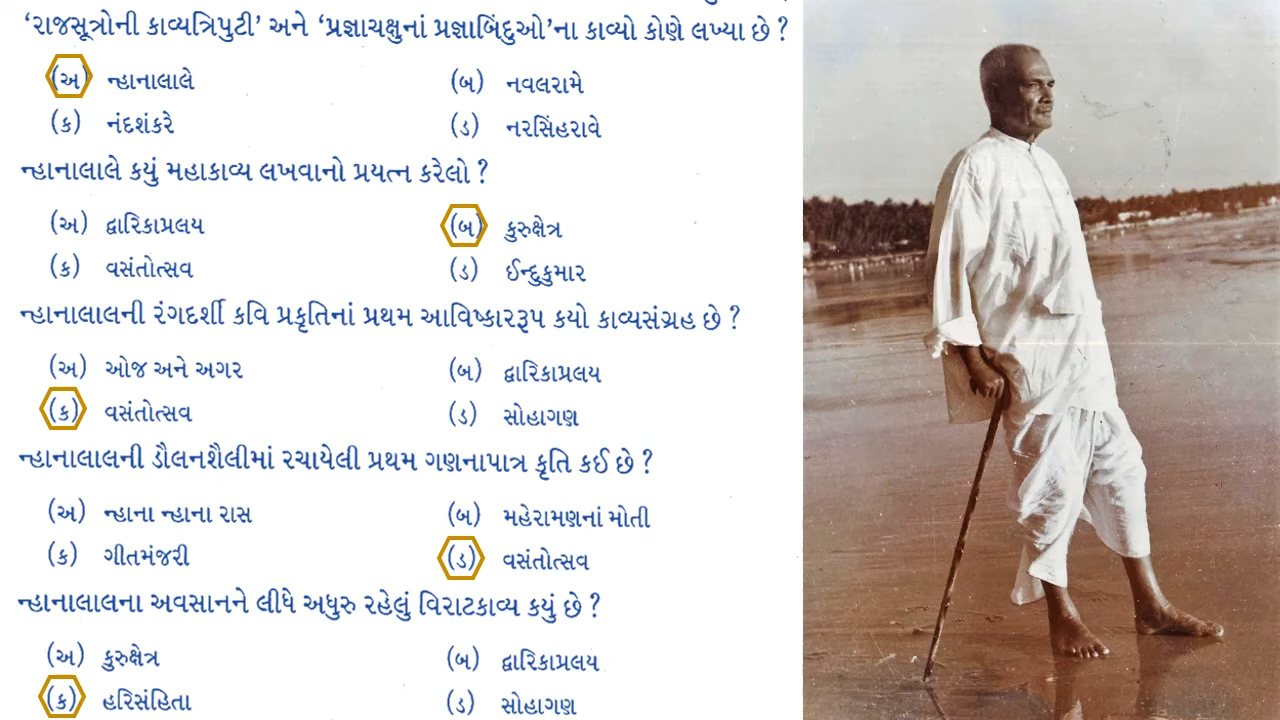 ‘રાજસૂત્રોની કાવ્યત્રિપુટી’ અને ‘પ્રજ્ઞાચક્ષુનાં પ્રજ્ઞાબિંદુઓ’ના કાવ્યો કોણે લખ્યા છે ?
(અ) ન્હાનાલાલે (બ) નવલરામે
(ક) નંદશંકરે (ડ) નરસિંહરાવે
ન્હાનાલાલે કયું મહાકાવ્ય લખવાનો પ્રયત્ન કરેલો ?
(અ) દ્વારિકાપ્રલય (બ) કુરુક્ષેત્ર
(ક) વસંતોત્સવ (ડ) ઈન્દુકુમાર
ન્હાનાલાલની રંગદર્શી કવિ પ્રકૃતિનાં પ્રથમ આવિષ્કારરૂપ કયો કાવ્યસંગ્રહ છે ?
(અ) ઓજ અને અગર (બ) દ્વારિકાપ્રલય
(ક) વસંતોત્સવ (ડ) સોહાગણ
ન્હાનાલાલની ડૌલનશૈલીમાં રચાયેલી પ્રથમ ગણનાપાત્ર કૃતિ કઈ છે ?
(અ) ન્હાના ન્હાના રાસ (બ) મહેરામણનાં મોતી
(ક) ગીતમંજરી (ડ) વસંતોત્સવ
ન્હાનાલાલના અવસાનને લીધે અધુરુ રહેલું વિરાટકાવ્ય કયું છે ?
(અ) કુરુક્ષેત્ર (બ) દ્વારિકાપ્રલય
(ક) હરિસંહિતા (ડ) સોહાગણ